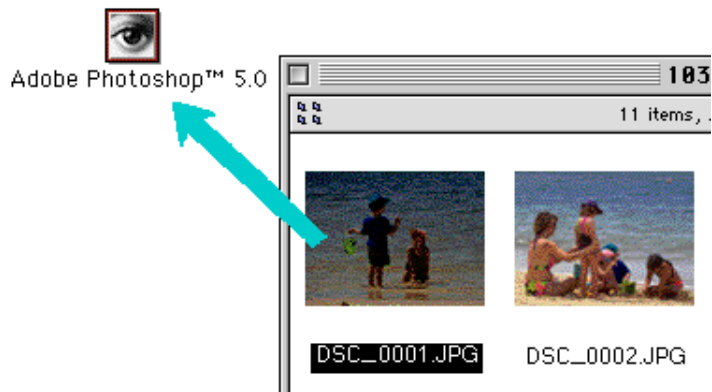 Adobe Photoshop™ 5.0
103
11 items, .
DSC_0001.JPG
DSC_0002.JPG